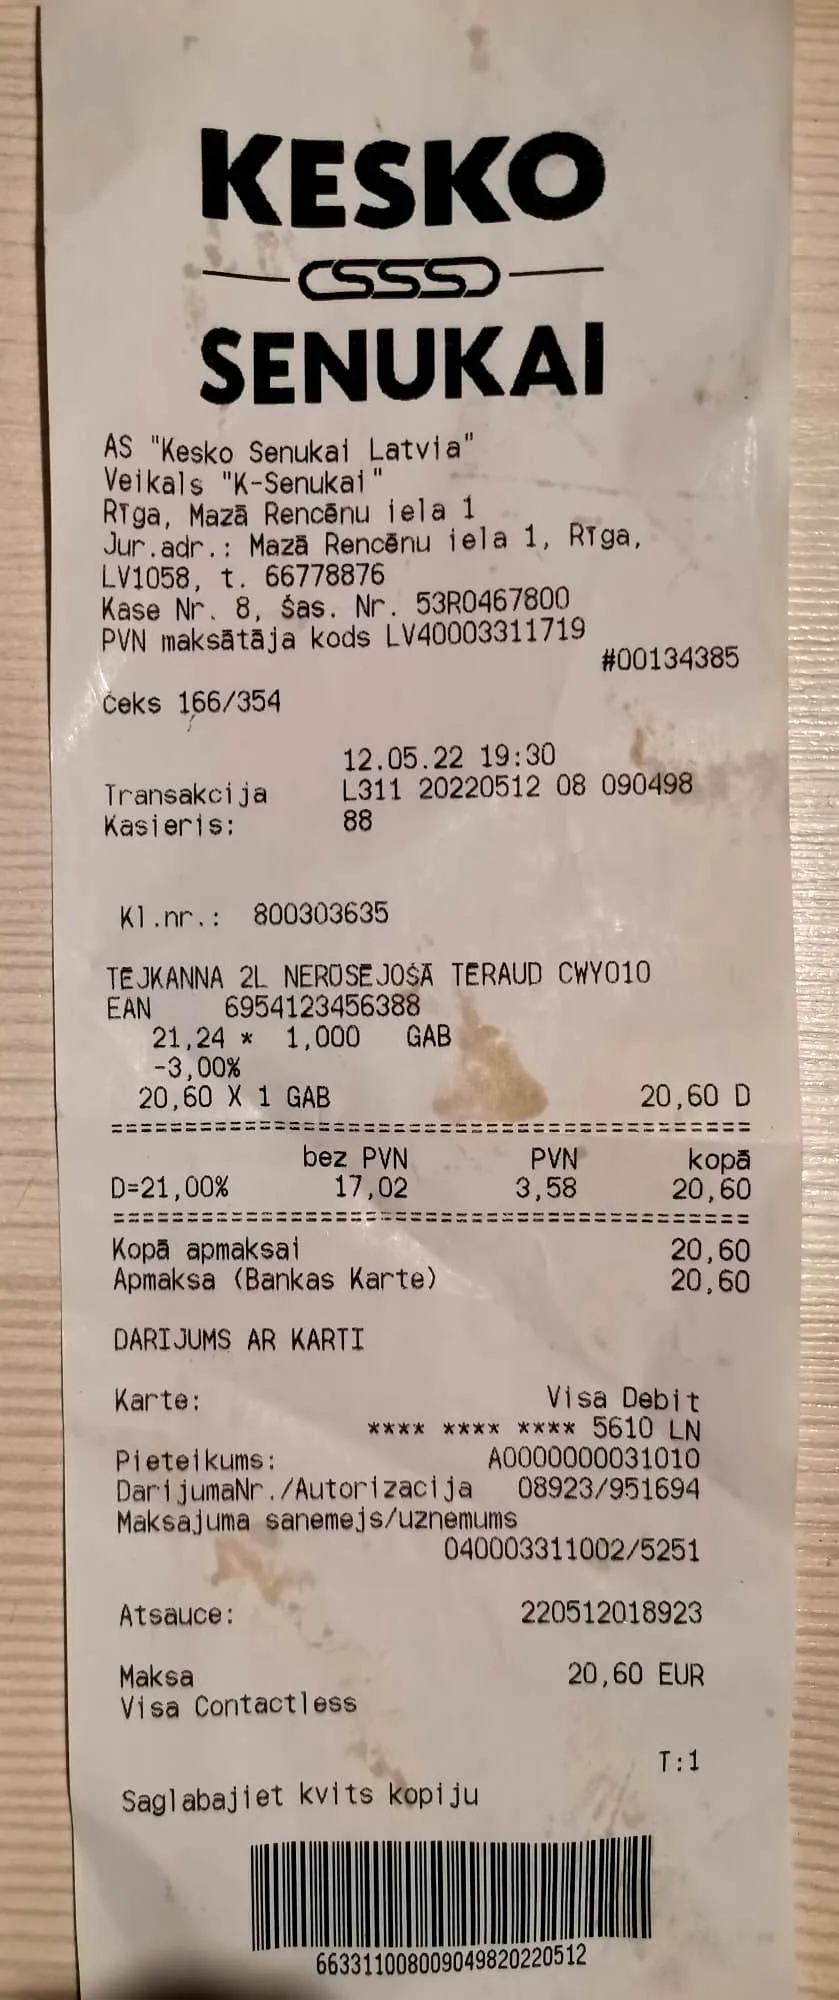 KESKO
SENUKAI
AS "Kesko Senukai Latvia"
Veikals "K-Senukai"
Rīga, Mazā Rencēnu iela 1
Jur.adr.: Mazā Rencēnu iela 1, Rīga,
LV1058, t. 66778876
Kase Nr. 8, Šas. Nr. 53R0467800
PVN maksātāja kods LV40003311719
#00134385
Čeks 166/354
12.05.22 19:30
Transakcija L311 20220512 08 090498
Kasieris: 88
Kl.nr.: 800303635
TĒJKANNA 2L NERŪSĒJOŠĀ TĒRAUD CWY010
EAN 6954123456388
21,24 * 1,000 GAB
-3,00%
20,60 X 1 GAB 20,60 D
================================================
bez PVN PVN kopā
D=21,00% 17,02 3,58 20,60
================================================
Kopā apmaksai 20,60
Apmaksa (Bankas Karte) 20,60
DARIJUMS AR KARTI
Karte: Visa Debit
**** **** **** 5610 LN
Pieteikums: A0000000031010
DarijumaNr./Autorizacija 08923/951694
Maksajuma sanemejs/uznemums
040003311002/5251
Atsauce: 220512018923
Maksa 20,60 EUR
Visa Contactless
T:1
Saglabajiet kvits kopiju
663311008009049820220512